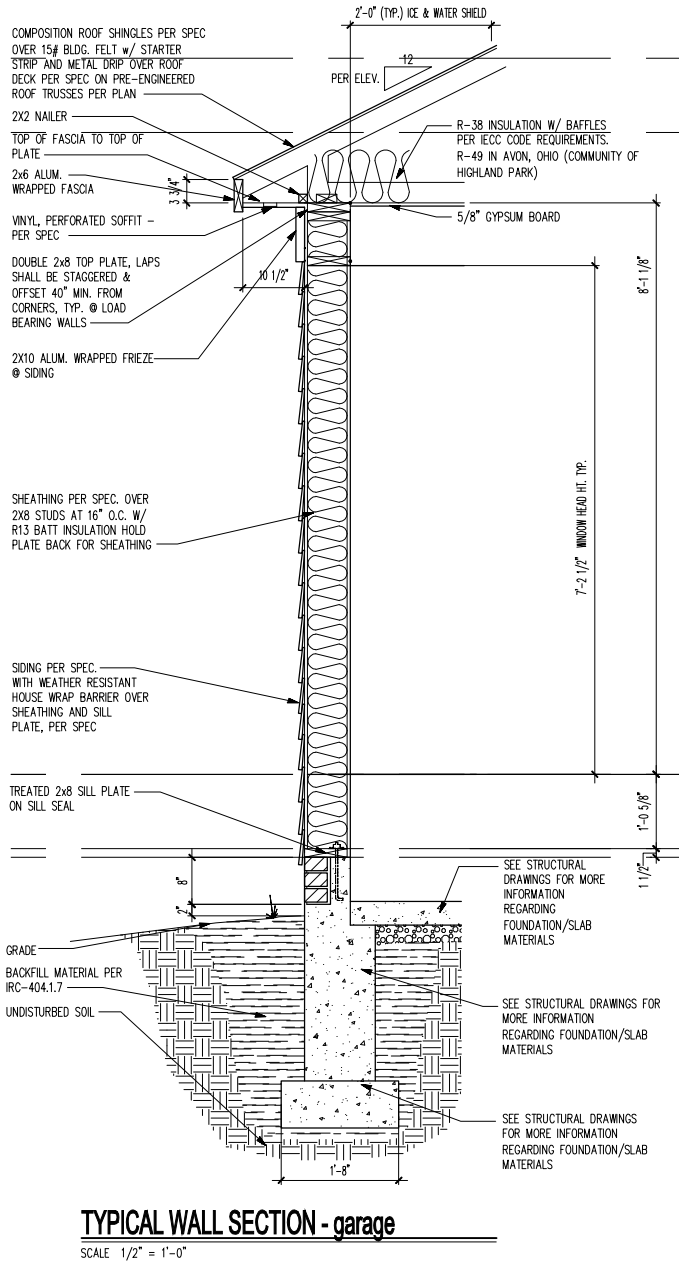 2'-0" (TYP.) ICE & WATER SHIELD
COMPOSITION ROOF SHINGLES PER SPEC
OVER 15# BLDG. FELT w/ STARTER
STRIP AND METAL DRIP OVER ROOF
DECK PER SPEC ON PRE-ENGINEERED
ROOF TRUSSES PER PLAN
12
PER ELEV.
2X2 NAILER
TOP OF FASCIA TO TOP OF
PLATE
2x6 ALUM.
WRAPPED FASCIA
3 3/4"
R-38 INSULATION W/ BAFFLES
PER IECC CODE REQUIREMENTS.
R-49 IN AVON, OHIO (COMMUNITY OF
HIGHLAND PARK)
VINYL, PERFORATED SOFFIT -
PER SPEC
5/8" GYPSUM BOARD
DOUBLE 2x8 TOP PLATE, LAPS
SHALL BE STAGGERED &
OFFSET 40" MIN. FROM
CORNERS, TYP. @ LOAD
BEARING WALLS
10 1/2"
8'-1 1/8"
2X10 ALUM. WRAPPED FRIEZE
@ SIDING
SHEATHING PER SPEC. OVER
2X8 STUDS AT 16" O.C. W/
R13 BATT INSULATION HOLD
PLATE BACK FOR SHEATHING
7'-2 1/2" WINDOW HEAD HT. TYP.
SIDING PER SPEC.
WITH WEATHER RESISTANT
HOUSE WRAP BARRIER OVER
SHEATHING AND SILL
PLATE, PER SPEC
TREATED 2x8 SILL PLATE
ON SILL SEAL
1'-0 5/8"
1 1/2"
8"
2"
SEE STRUCTURAL
DRAWINGS FOR MORE
INFORMATION
REGARDING
FOUNDATION/SLAB
MATERIALS
GRADE
BACKFILL MATERIAL PER
IRC-404.1.7
UNDISTURBED SOIL
SEE STRUCTURAL DRAWINGS FOR
MORE INFORMATION
REGARDING FOUNDATION/SLAB
MATERIALS
SEE STRUCTURAL DRAWINGS
FOR MORE INFORMATION
REGARDING FOUNDATION/SLAB
MATERIALS
1'-8"
TYPICAL WALL SECTION - garage
SCALE 1/2" = 1'-0"